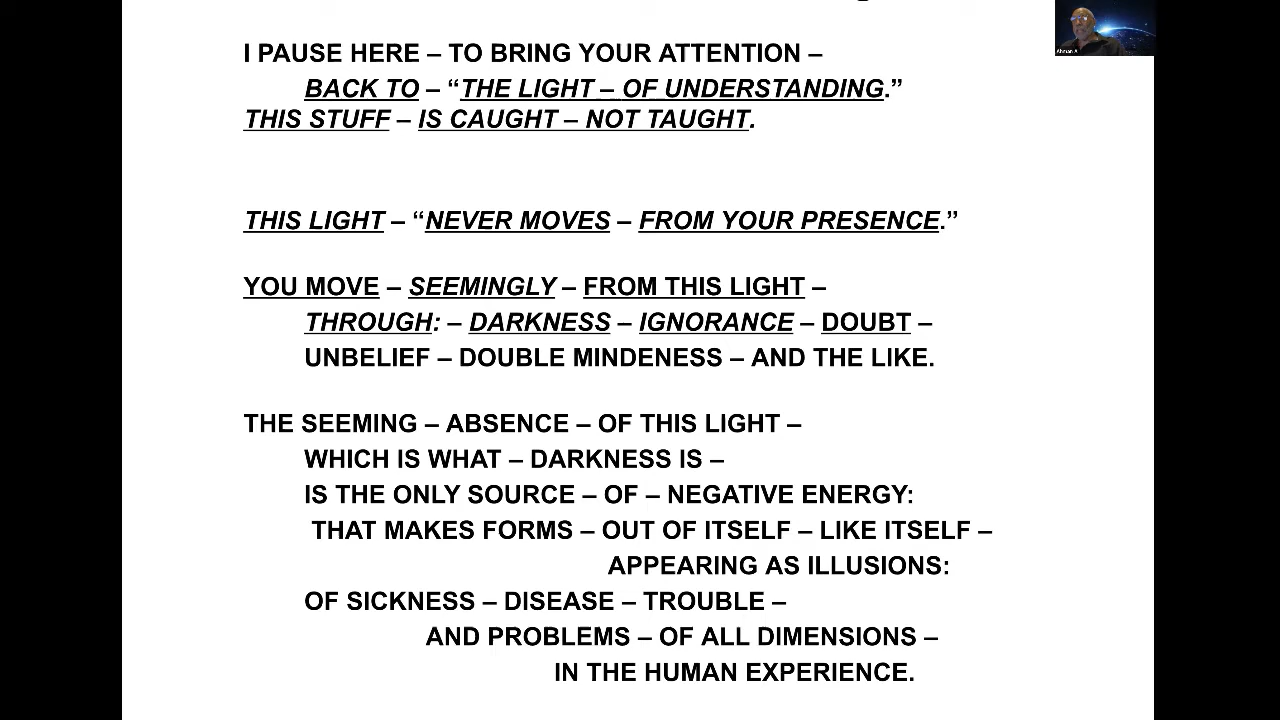 I PAUSE HERE – TO BRING YOUR ATTENTION –
BACK TO – “THE LIGHT – OF UNDERSTANDING.”
THIS STUFF – IS CAUGHT – NOT TAUGHT.
THIS LIGHT – “NEVER MOVES – FROM YOUR PRESENCE.”
YOU MOVE – SEEMINGLY – FROM THIS LIGHT –
THROUGH: – DARKNESS – IGNORANCE – DOUBT –
UNBELIEF – DOUBLE MINDENESS – AND THE LIKE.
THE SEEMING – ABSENCE – OF THIS LIGHT –
WHICH IS WHAT – DARKNESS IS –
IS THE ONLY SOURCE – OF – NEGATIVE ENERGY:
THAT MAKES FORMS – OUT OF ITSELF – LIKE ITSELF –
APPEARING AS ILLUSIONS:
OF SICKNESS – DISEASE – TROUBLE –
AND PROBLEMS – OF ALL DIMENSIONS –
IN THE HUMAN EXPERIENCE.